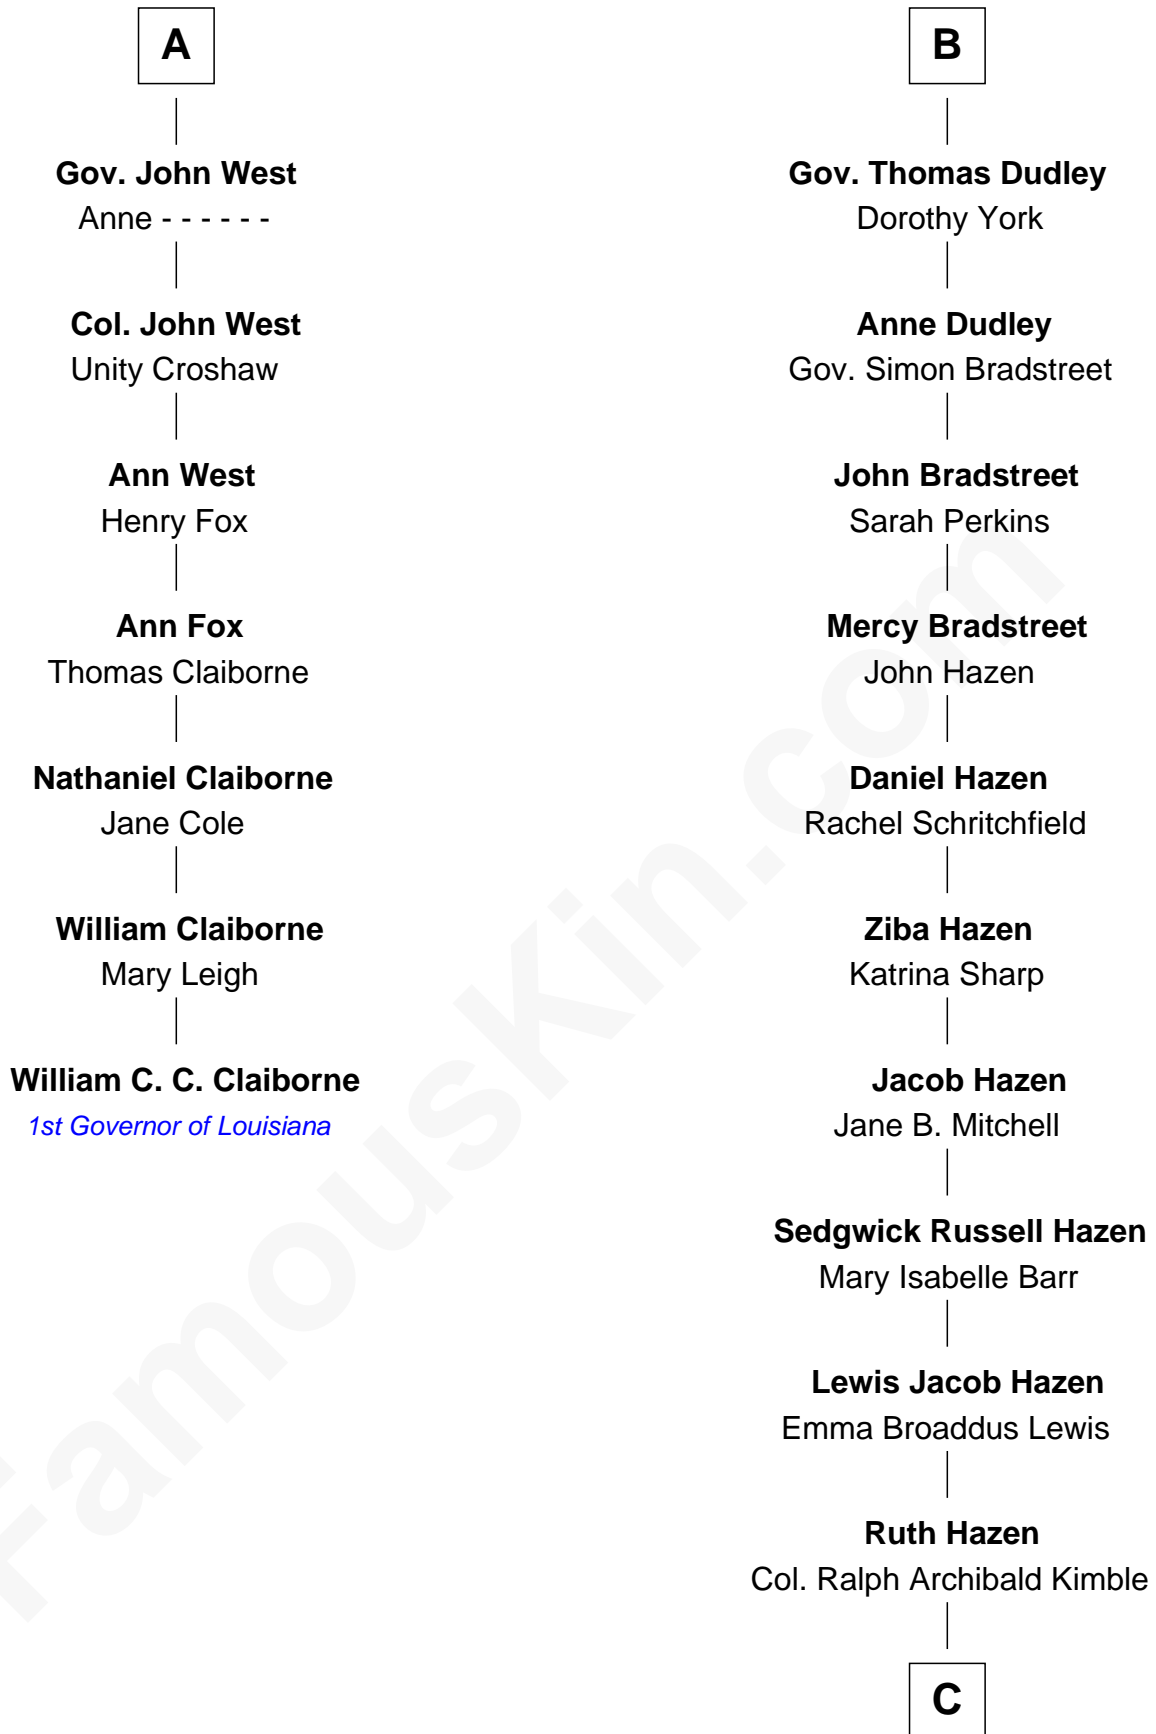 A
Gov. John West
Anne - - - - - -
Col. John West
Unity Croshaw
Ann West
Henry Fox
Ann Fox
Thomas Claiborne
Nathaniel Claiborne
Jane Cole
William Claiborne
Mary Leigh
William C. C. Claiborne
1st Governor of Louisiana
B
Gov. Thomas Dudley
Dorothy York
Anne Dudley
Gov. Simon Bradstreet
John Bradstreet
Sarah Perkins
Mercy Bradstreet
John Hazen
Daniel Hazen
Rachel Schritchfield
Ziba Hazen
Katrina Sharp
Jacob Hazen
Jane B. Mitchell
Sedgwick Russell Hazen
Mary Isabelle Barr
Lewis Jacob Hazen
Emma Broaddus Lewis
Ruth Hazen
Col. Ralph Archibald Kimble
C
FamousKin.com